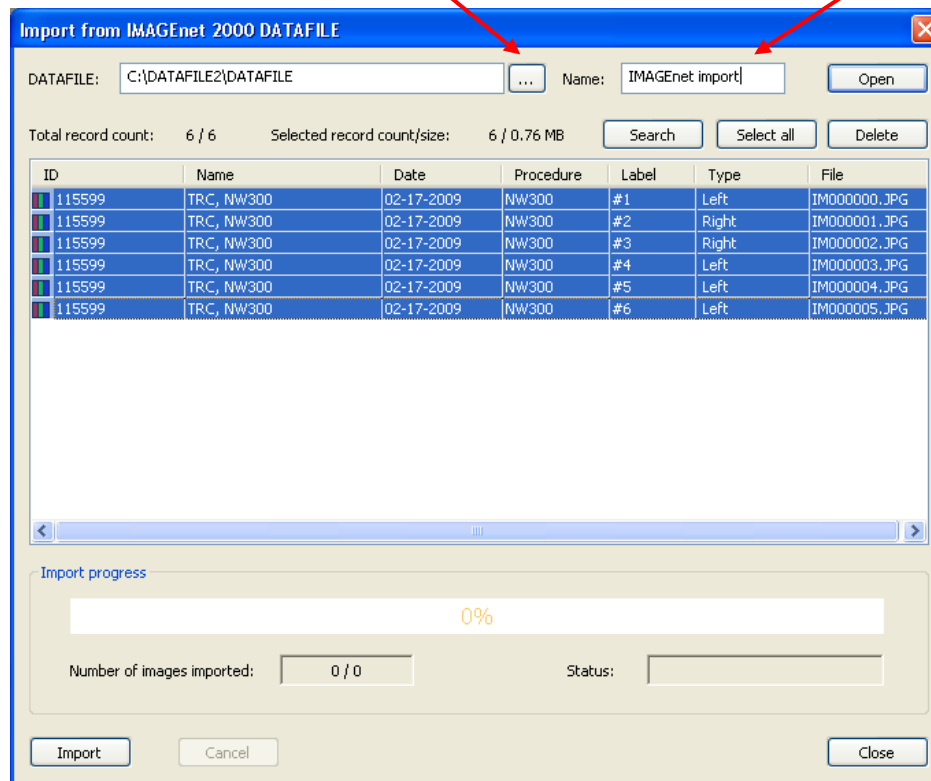 Import from IMAGEnet 2000 DATAFILE
DATAFILE: C:\DATAFILE2\DATAFILE ... Name: IMAGEnet import Open
Total record count: 6 / 6 Selected record count/size: 6 / 0.76 MB Search Select all Delete
ID Name Date Procedure Label Type File
115599 TRC, NW300 02-17-2009 NW300 #1 Left IM000000.JPG
115599 TRC, NW300 02-17-2009 NW300 #2 Right IM000001.JPG
115599 TRC, NW300 02-17-2009 NW300 #3 Right IM000002.JPG
115599 TRC, NW300 02-17-2009 NW300 #4 Left IM000003.JPG
115599 TRC, NW300 02-17-2009 NW300 #5 Left IM000004.JPG
115599 TRC, NW300 02-17-2009 NW300 #6 Left IM000005.JPG
Import progress
0%
Number of images imported: 0 / 0 Status:
Import Cancel Close